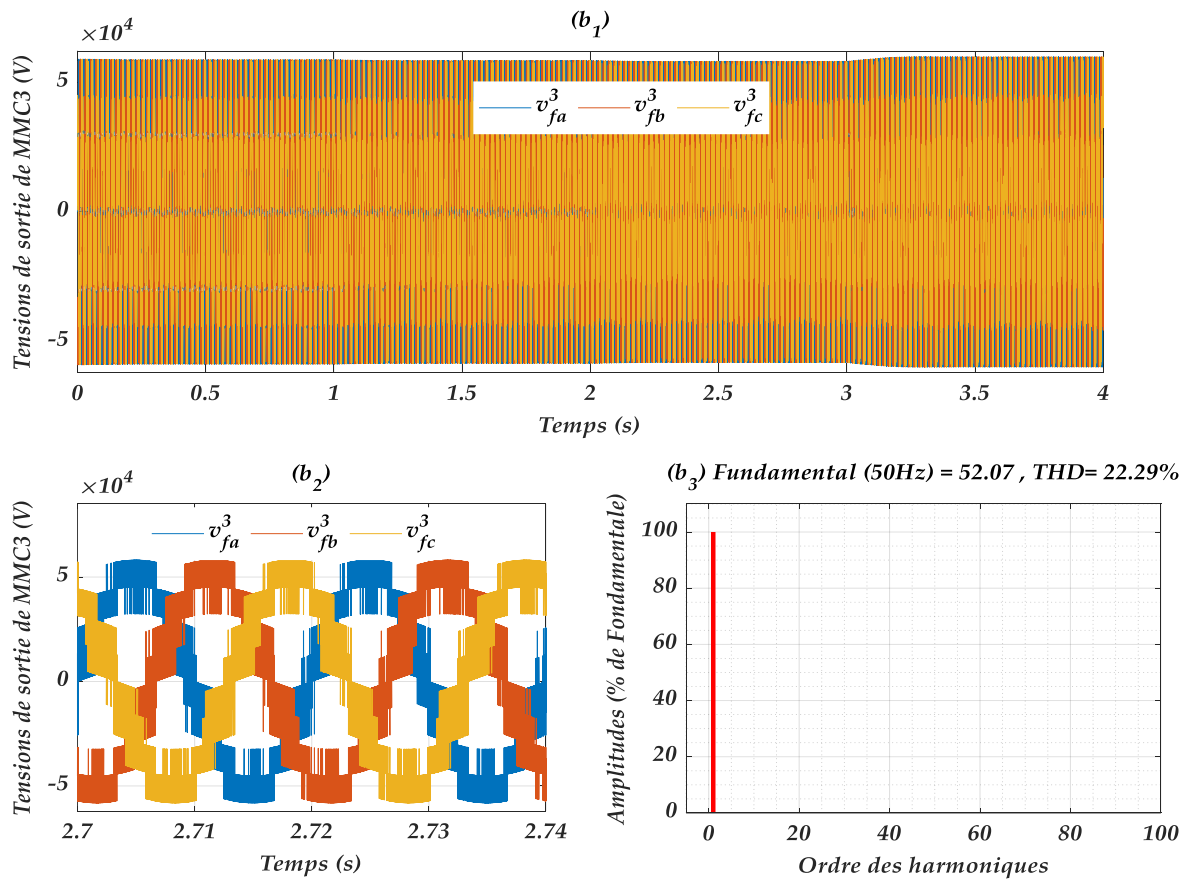 (b1)
×10^4
Tensions de sortie de MMC3 (V)
5
0
-5
v^3_fa v^3_fb v^3_fc
0 0.5 1 1.5 2 2.5 3 3.5 4
Temps (s)
(b2)
×10^4
Tensions de sortie de MMC3 (V)
5
0
-5
v^3_fa v^3_fb v^3_fc
2.7 2.71 2.72 2.73 2.74
Temps (s)
(b3) Fundamental (50Hz) = 52.07 , THD= 22.29%
Amplitudes (% de Fondamentale)
100
80
60
40
20
0
0 20 40 60 80 100
Ordre des harmoniques